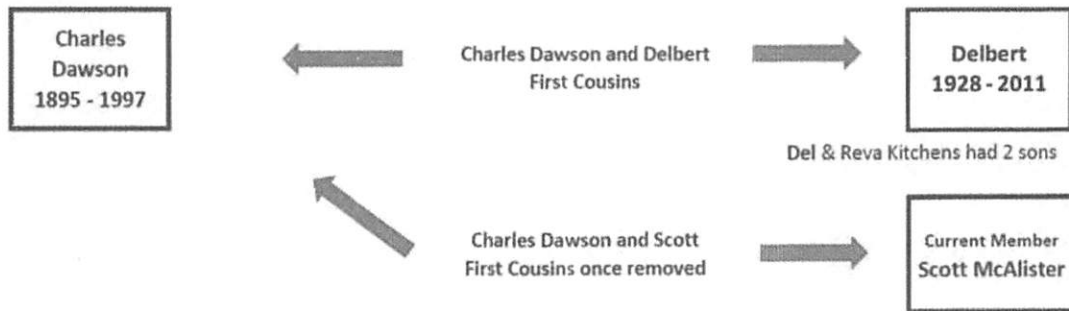 Charles
Dawson
1895 - 1997
Charles Dawson and Delbert
First Cousins
Delbert
1928 - 2011
Del & Reva Kitchens had 2 sons
Charles Dawson and Scott
First Cousins once removed
Current Member
Scott McAlister